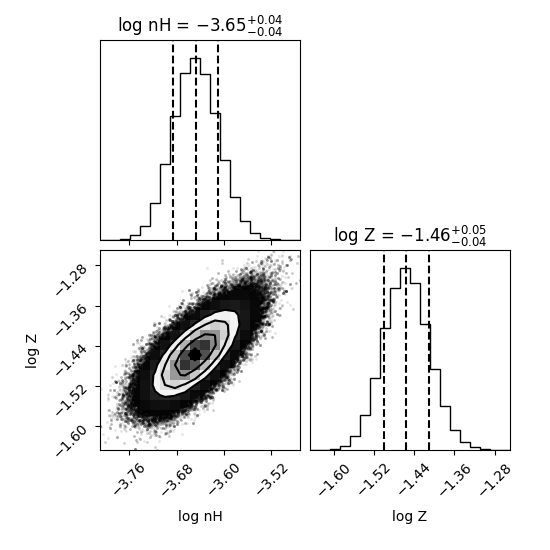 log nH = −3.65+0.04−0.04
log Z = −1.46+0.05−0.04
−1.28
−1.36
−1.44
−1.52
−1.60
log Z
−3.76 −3.68 −3.60 −3.52
−1.60 −1.52 −1.44 −1.36 −1.28
log nH
log Z